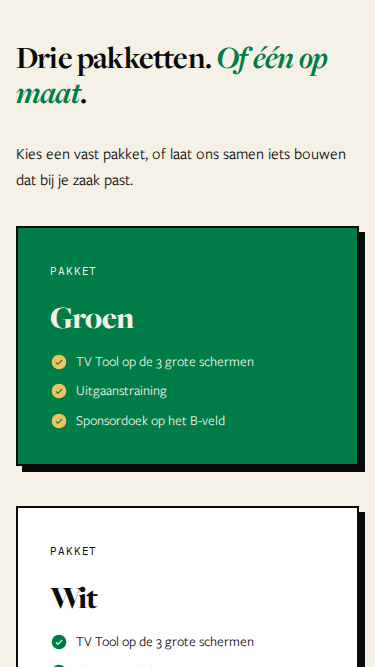 Drie pakketten. Of één op
maat.
Kies een vast pakket, of laat ons samen iets bouwen
dat bij je zaak past.
PAKKET
Groen
TV Tool op de 3 grote schermen
Uitgaanstraining
Sponsordoek op het B-veld
PAKKET
Wit
TV Tool op de 3 grote schermen